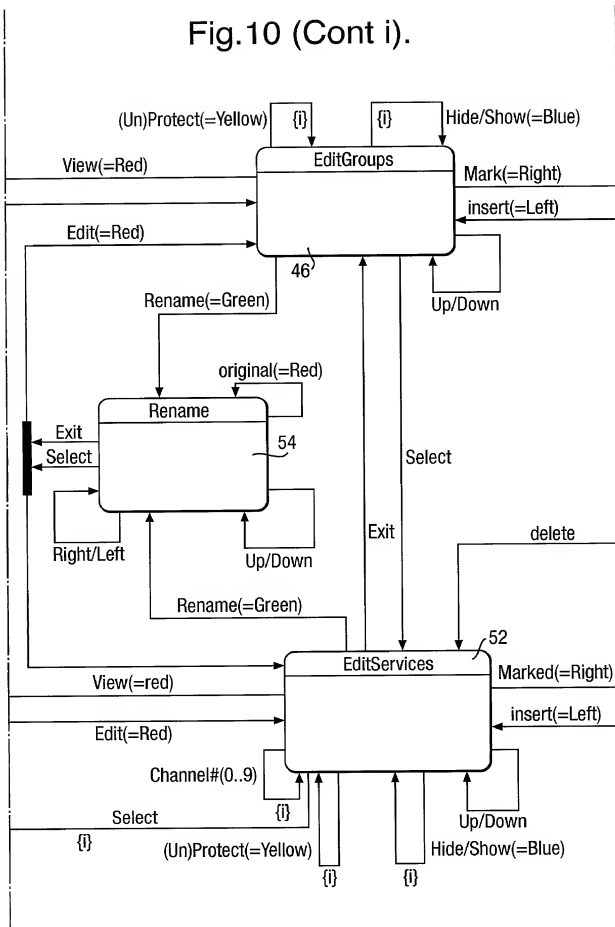 Fig.10 (Cont i).
(Un)Protect(=Yellow)
{i}
{i}
Hide/Show(=Blue)
EditGroups
View(=Red)
Mark(=Right)
insert(=Left)
Edit(=Red)
46
Up/Down
Rename(=Green)
original(=Red)
Rename
Exit
54
Select
Select
Exit
Right/Left
Up/Down
delete
Rename(=Green)
52
EditServices
View(=red)
Marked(=Right)
Edit(=Red)
insert(=Left)
Channel#(0..9)
{i}
Select
{i}
Up/Down
(Un)Protect(=Yellow)
Hide/Show(=Blue)
{i}
{i}